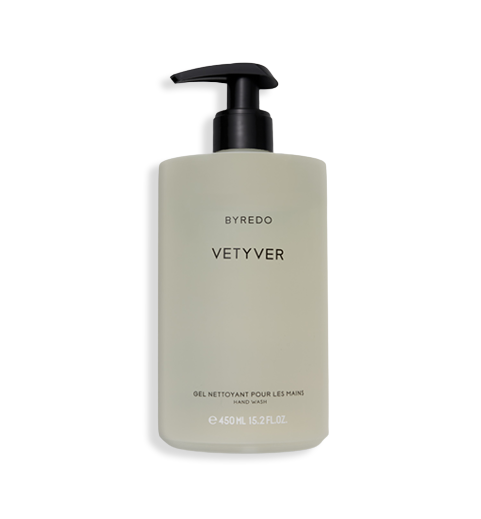 BYREDO
VETYVER
GEL NETTOYANT POUR LES MAINS
HAND WASH
℮ 450 ML 15.2 FL.OZ.